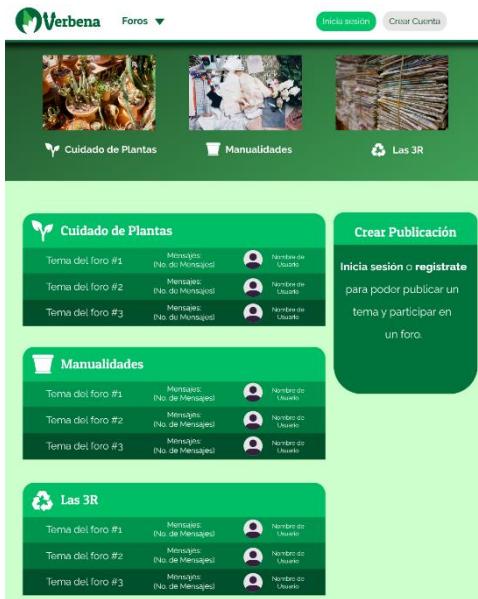 Verbena
Foros
Inicia sesión
Crear Cuenta
Cuidado de Plantas
Manualidades
Las 3R
Cuidado de Plantas
Tema del foro #1
Mensajes:
(No. de Mensajes)
Nombre de
Usuario
Tema del foro #2
Mensajes:
(No. de Mensajes)
Nombre de
Usuario
Tema del foro #3
Mensajes:
(No. de Mensajes)
Nombre de
Usuario
Crear Publicación
Inicia sesión o registrate
para poder publicar un
tema y participar en
un foro.
Manualidades
Tema del foro #1
Mensajes:
(No. de Mensajes)
Nombre de
Usuario
Tema del foro #2
Mensajes:
(No. de Mensajes)
Nombre de
Usuario
Tema del foro #3
Mensajes:
(No. de Mensajes)
Nombre de
Usuario
Las 3R
Tema del foro #1
Mensajes:
(No. de Mensajes)
Nombre de
Usuario
Tema del foro #2
Mensajes:
(No. de Mensajes)
Nombre de
Usuario
Tema del foro #3
Mensajes:
(No. de Mensajes)
Nombre de
Usuario